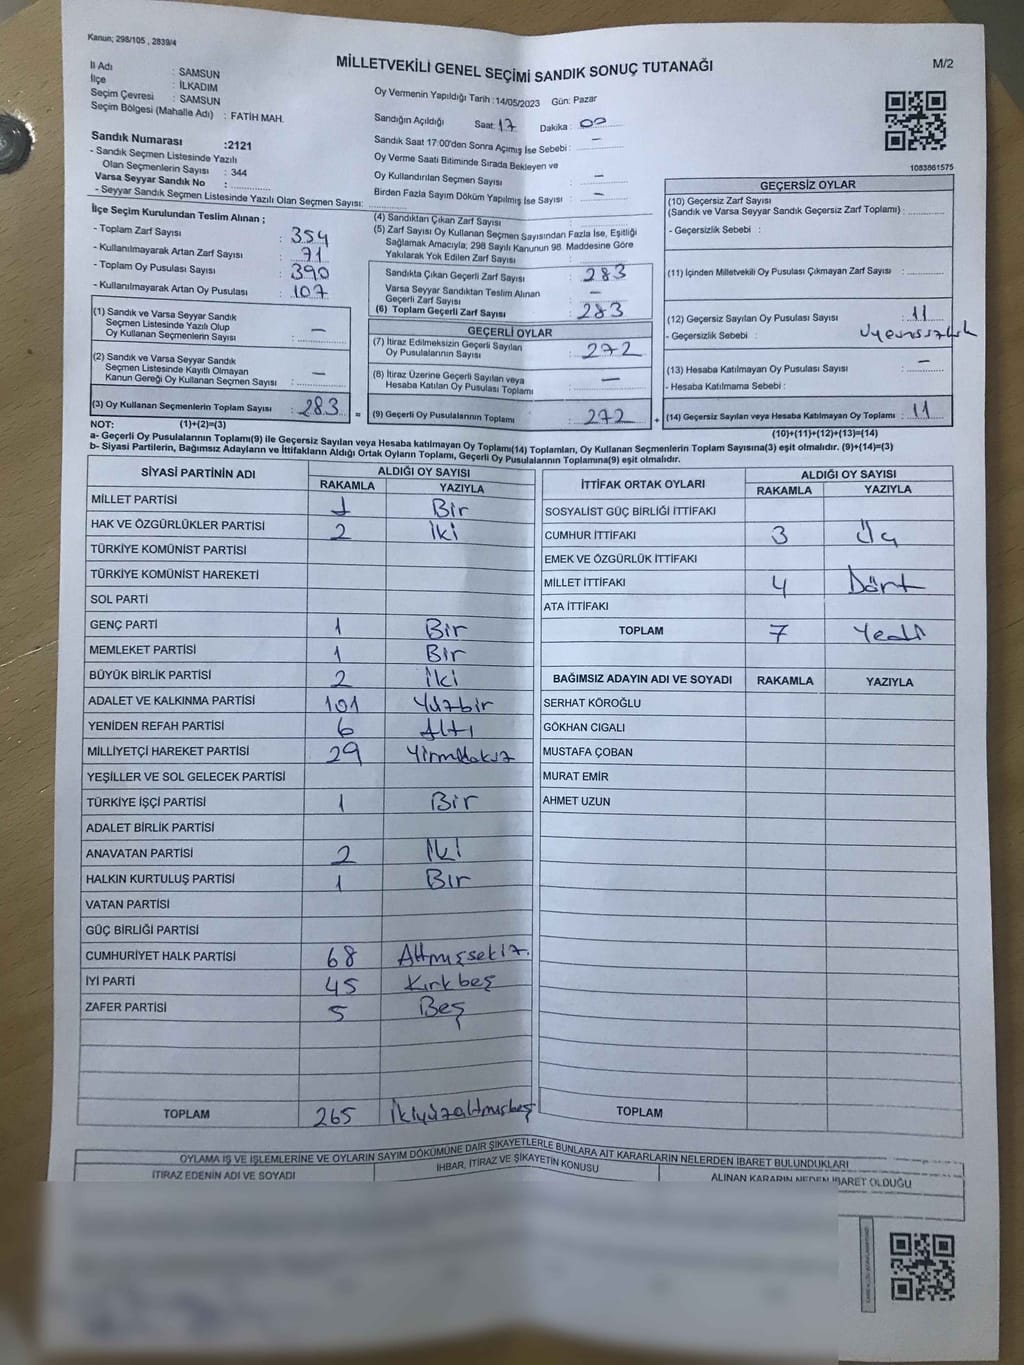 Kanun; 298/105 , 2839/4
MİLLETVEKİLİ GENEL SEÇİMİ SANDIK SONUÇ TUTANAĞI
M/2
İl Adı : SAMSUN
İlçe : İLKADIM
Seçim Çevresi : SAMSUN
Seçim Bölgesi (Mahalle Adı) : FATİH MAH.
Sandık Numarası :2121
- Sandık Seçmen Listesinde Yazılı
Olan Seçmenlerin Sayısı : 344
Varsa Seyyar Sandık No :
- Seyyar Sandık Seçmen Listesinde Yazılı Olan Seçmen Sayısı:
Oy Vermenin Yapıldığı Tarih :14/05/2023 Gün: Pazar
Sandığın Açıldığı Saat: 17 Dakika : 00
Sandık Saat 17:00'den Sonra Açımış İse Sebebi : –
Oy Verme Saati Bitiminde Sırada Bekleyen ve
Oy Kullandırılan Seçmen Sayısı : –
Birden Fazla Sayım Döküm Yapılmış İse Sayısı : –
1083861575
İlçe Seçim Kurulundan Teslim Alınan ;
- Toplam Zarf Sayısı : 354
- Kullanılmayarak Artan Zarf Sayısı : 71
- Toplam Oy Pusulası Sayısı : 390
- Kullanılmayarak Artan Oy Pusulası : 107
(1) Sandık ve Varsa Seyyar Sandık
Seçmen Listesinde Yazılı Olup
Oy Kullanan Seçmenlerin Sayısı : –
(2) Sandık ve Varsa Seyyar Sandık
Seçmen Listesinde Kayıtlı Olmayan
Kanun Gereği Oy Kullanan Seçmen Sayısı : –
(3) Oy Kullanan Seçmenlerin Toplam Sayısı : 283 =
(4) Sandıktan Çıkan Zarf Sayısı :
(5) Zarf Sayısı Oy Kullanan Seçmen Sayısından Fazla İse, Eşitliği
Sağlamak Amacıyla; 298 Sayılı Kanunun 98. Maddesine Göre
Yakılarak Yok Edilen Zarf Sayısı :
Sandıkta Çıkan Geçerli Zarf Sayısı : 283
Varsa Seyyar Sandıktan Teslim Alınan
Geçerli Zarf Sayısı : –
(6) Toplam Geçerli Zarf Sayısı : 283
GEÇERLİ OYLAR
(7) İtiraz Edilmeksizin Geçerli Sayılan
Oy Pusulalarının Sayısı : 272
(8) İtiraz Üzerine Geçerli Sayılan veya
Hesaba Katılan Oy Pusulası Toplamı : –
(9) Geçerli Oy Pusulalarının Toplamı : 272 +
GEÇERSİZ OYLAR
(10) Geçersiz Zarf Sayısı
(Sandık ve Varsa Seyyar Sandık Geçersiz Zarf Toplamı) :
- Geçersizlik Sebebi :
(11) İçinden Milletvekili Oy Pusulası Çıkmayan Zarf Sayısı :
(12) Geçersiz Sayılan Oy Pusulası Sayısı : 11
- Geçersizlik Sebebi :
(13) Hesaba Katılmayan Oy Pusulası Sayısı : –
- Hesaba Katılmama Sebebi :
(14) Geçersiz Sayılan veya Hesaba Katılmayan Oy Toplamı : 11
NOT: (1)+(2)=(3) (10)+(11)+(12)+(13)=(14)
a- Geçerli Oy Pusulalarının Toplamı(9) ile Geçersiz Sayılan veya Hesaba katılmayan Oy Toplamı(14) Toplamları, Oy Kullanan Seçmenlerin Toplam Sayısına(3) eşit olmalıdır. (9)+(14)=(3)
b- Siyasi Partilerin, Bağımsız Adayların ve İttifakların Aldığı Ortak Oyların Toplamı, Geçerli Oy Pusulalarının Toplamına(9) eşit olmalıdır.
SİYASİ PARTİNİN ADI ALDIĞI OY SAYISI
RAKAMLA YAZIYLA
MİLLET PARTİSİ 1 Bir
HAK VE ÖZGÜRLÜKLER PARTİSİ 2 İki
TÜRKİYE KOMÜNİST PARTİSİ
TÜRKİYE KOMÜNİST HAREKETİ
SOL PARTİ
GENÇ PARTİ 1 Bir
MEMLEKET PARTİSİ 1 Bir
BÜYÜK BİRLİK PARTİSİ 2 İki
ADALET VE KALKINMA PARTİSİ 101 Yüzbir
YENİDEN REFAH PARTİSİ 6 Altı
MİLLİYETÇİ HAREKET PARTİSİ 29 Yirmidokuz
YEŞİLLER VE SOL GELECEK PARTİSİ
TÜRKİYE İŞÇİ PARTİSİ 1 Bir
ADALET BİRLİK PARTİSİ
ANAVATAN PARTİSİ 2 İki
HALKIN KURTULUŞ PARTİSİ 1 Bir
VATAN PARTİSİ
GÜÇ BİRLİĞİ PARTİSİ
CUMHURİYET HALK PARTİSİ 68 Altmışsekiz.
İYİ PARTİ 45 Kırkbeş
ZAFER PARTİSİ 5 Beş
TOPLAM 265 İkiyüzaltmışbeş
İTTİFAK ORTAK OYLARI ALDIĞI OY SAYISI
RAKAMLA YAZIYLA
SOSYALİST GÜÇ BİRLİĞİ İTTİFAKI
CUMHUR İTTİFAKI 3 Üç
EMEK VE ÖZGÜRLÜK İTTİFAKI
MİLLET İTTİFAKI 4 Dört
ATA İTTİFAKI
TOPLAM 7 Yedi
BAĞIMSIZ ADAYIN ADI VE SOYADI RAKAMLA YAZIYLA
SERHAT KÖROĞLU
GÖKHAN CIGALI
MUSTAFA ÇOBAN
MURAT EMİR
AHMET UZUN
TOPLAM
OYLAMA İŞ VE İŞLEMLERİNE VE OYLARIN SAYIM DÖKÜMÜNE DAİR ŞİKAYETLERLE BUNLARA AİT KARARLARIN NELERDEN İBARET BULUNDUKLARI
İTİRAZ EDENİN ADI VE SOYADI İHBAR, İTİRAZ VE ŞİKAYETİN KONUSU ALINAN KARARIN NEDEN İBARET OLDUĞU